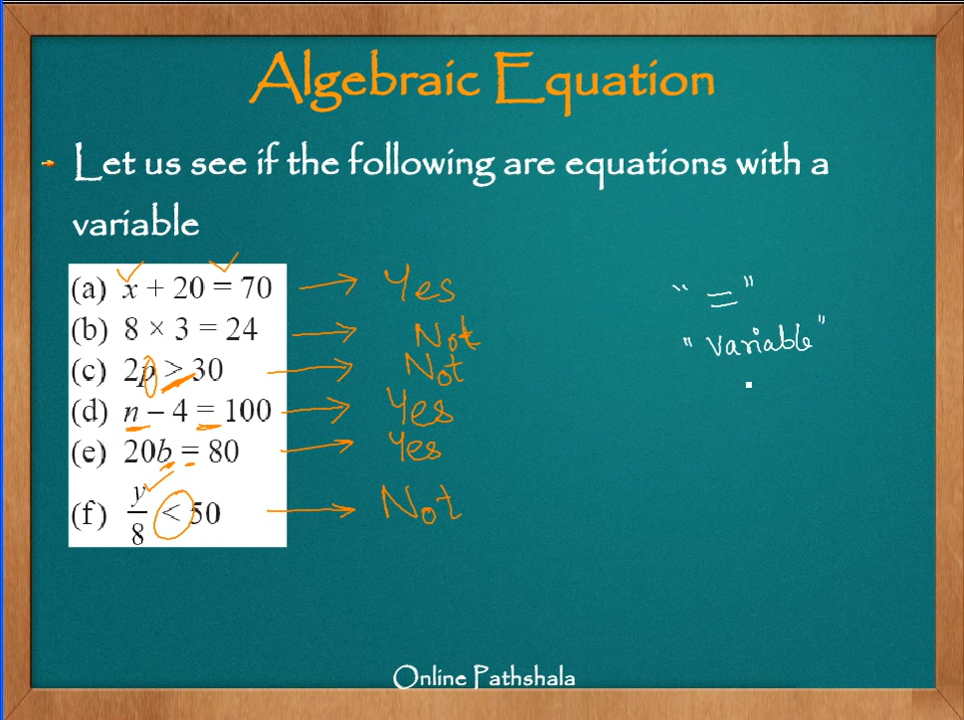 Algebraic Equation
Let us see if the following are equations with a
variable
(a) x + 20 = 70 → Yes
(b) 8 × 3 = 24 → Not
(c) 2p > 30 → Not
(d) n – 4 = 100 → Yes
(e) 20b = 80 → Yes
(f) y/8 < 50 → Not
" = "
" variable "
Online Pathshala